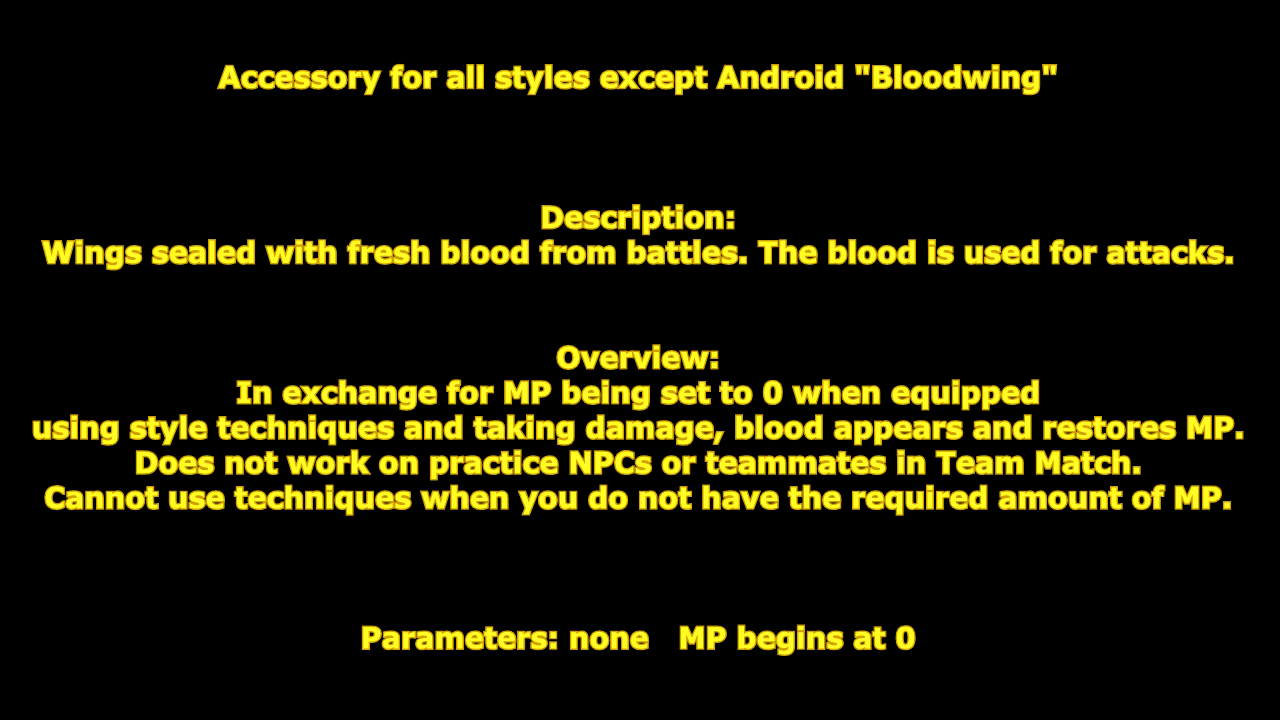 Accessory for all styles except Android "Bloodwing"
Description:
Wings sealed with fresh blood from battles. The blood is used for attacks.
Overview:
In exchange for MP being set to 0 when equipped
using style techniques and taking damage, blood appears and restores MP.
Does not work on practice NPCs or teammates in Team Match.
Cannot use techniques when you do not have the required amount of MP.
Parameters: none   MP begins at 0